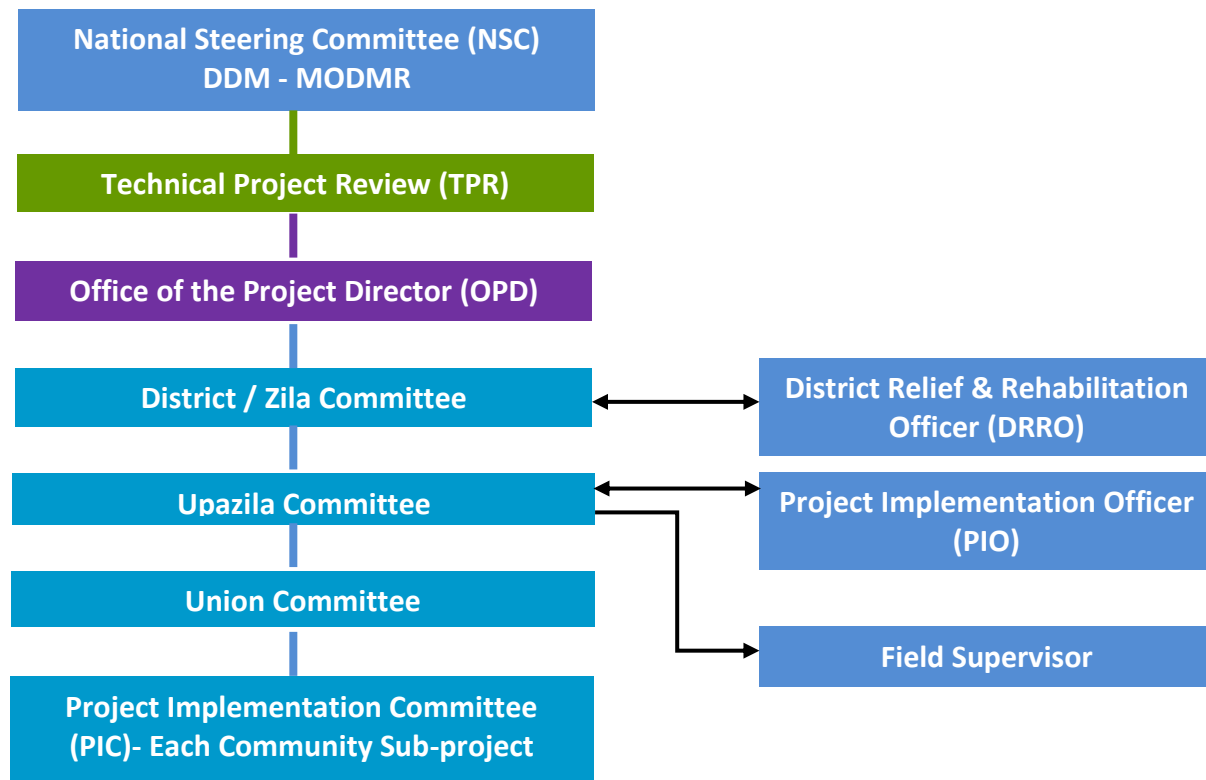 National Steering Committee (NSC)
DDM - MODMR
Technical Project Review (TPR)
Office of the Project Director (OPD)
District / Zila Committee
District Relief & Rehabilitation
Officer (DRRO)
Upazila Committee
Project Implementation Officer
(PIO)
Union Committee
Field Supervisor
Project Implementation Committee
(PIC)- Each Community Sub-project